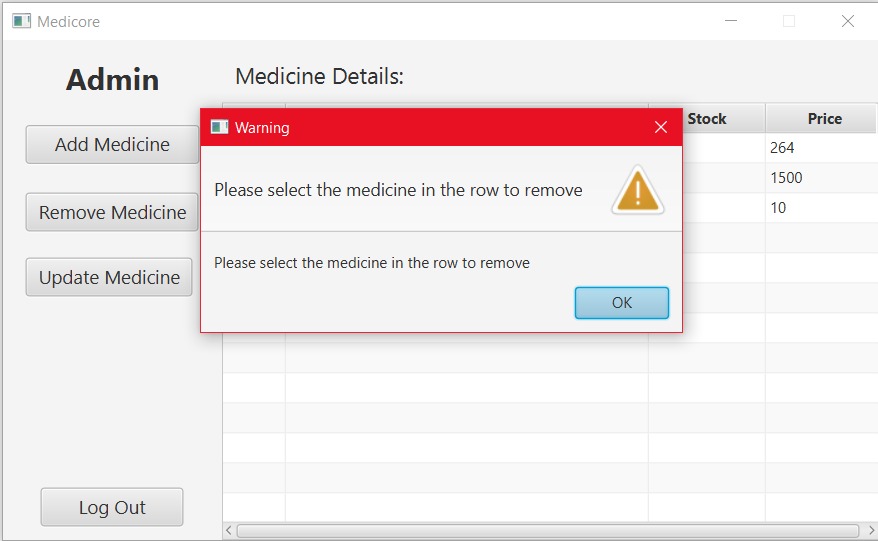 Medicore
Admin
Medicine Details:
Add Medicine
Remove Medicine
Update Medicine
Log Out
Stock
Price
264
1500
10
Warning
Please select the medicine in the row to remove
Please select the medicine in the row to remove
OK